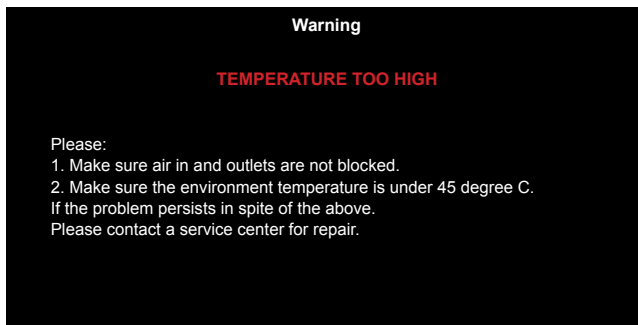 Warning
TEMPERATURE TOO HIGH
Please:
1. Make sure air in and outlets are not blocked.
2. Make sure the environment temperature is under 45 degree C.
If the problem persists in spite of the above.
Please contact a service center for repair.